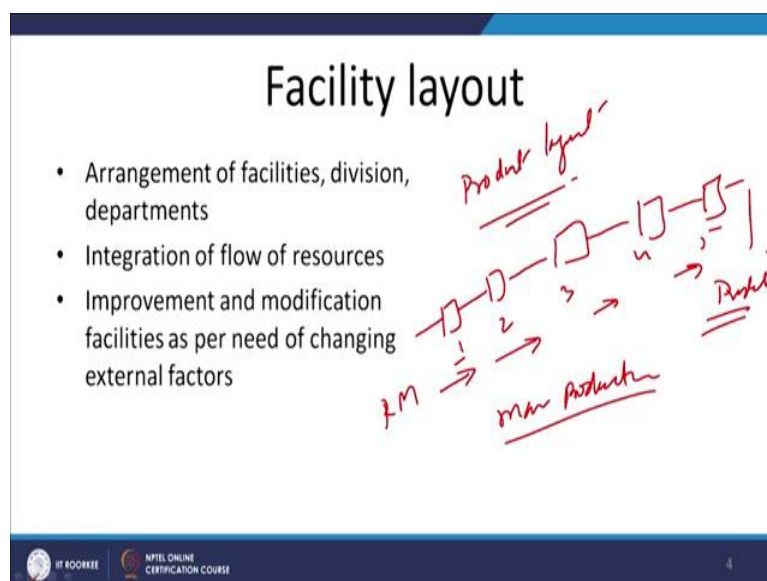 Facility layout
• Arrangement of facilities, division,
departments
• Integration of flow of resources
• Improvement and modification
facilities as per need of changing
external factors
Product layout
1 2 3 4 5
RM
Mass Production
IIT ROORKEE
NPTEL ONLINE
CERTIFICATION COURSE
4